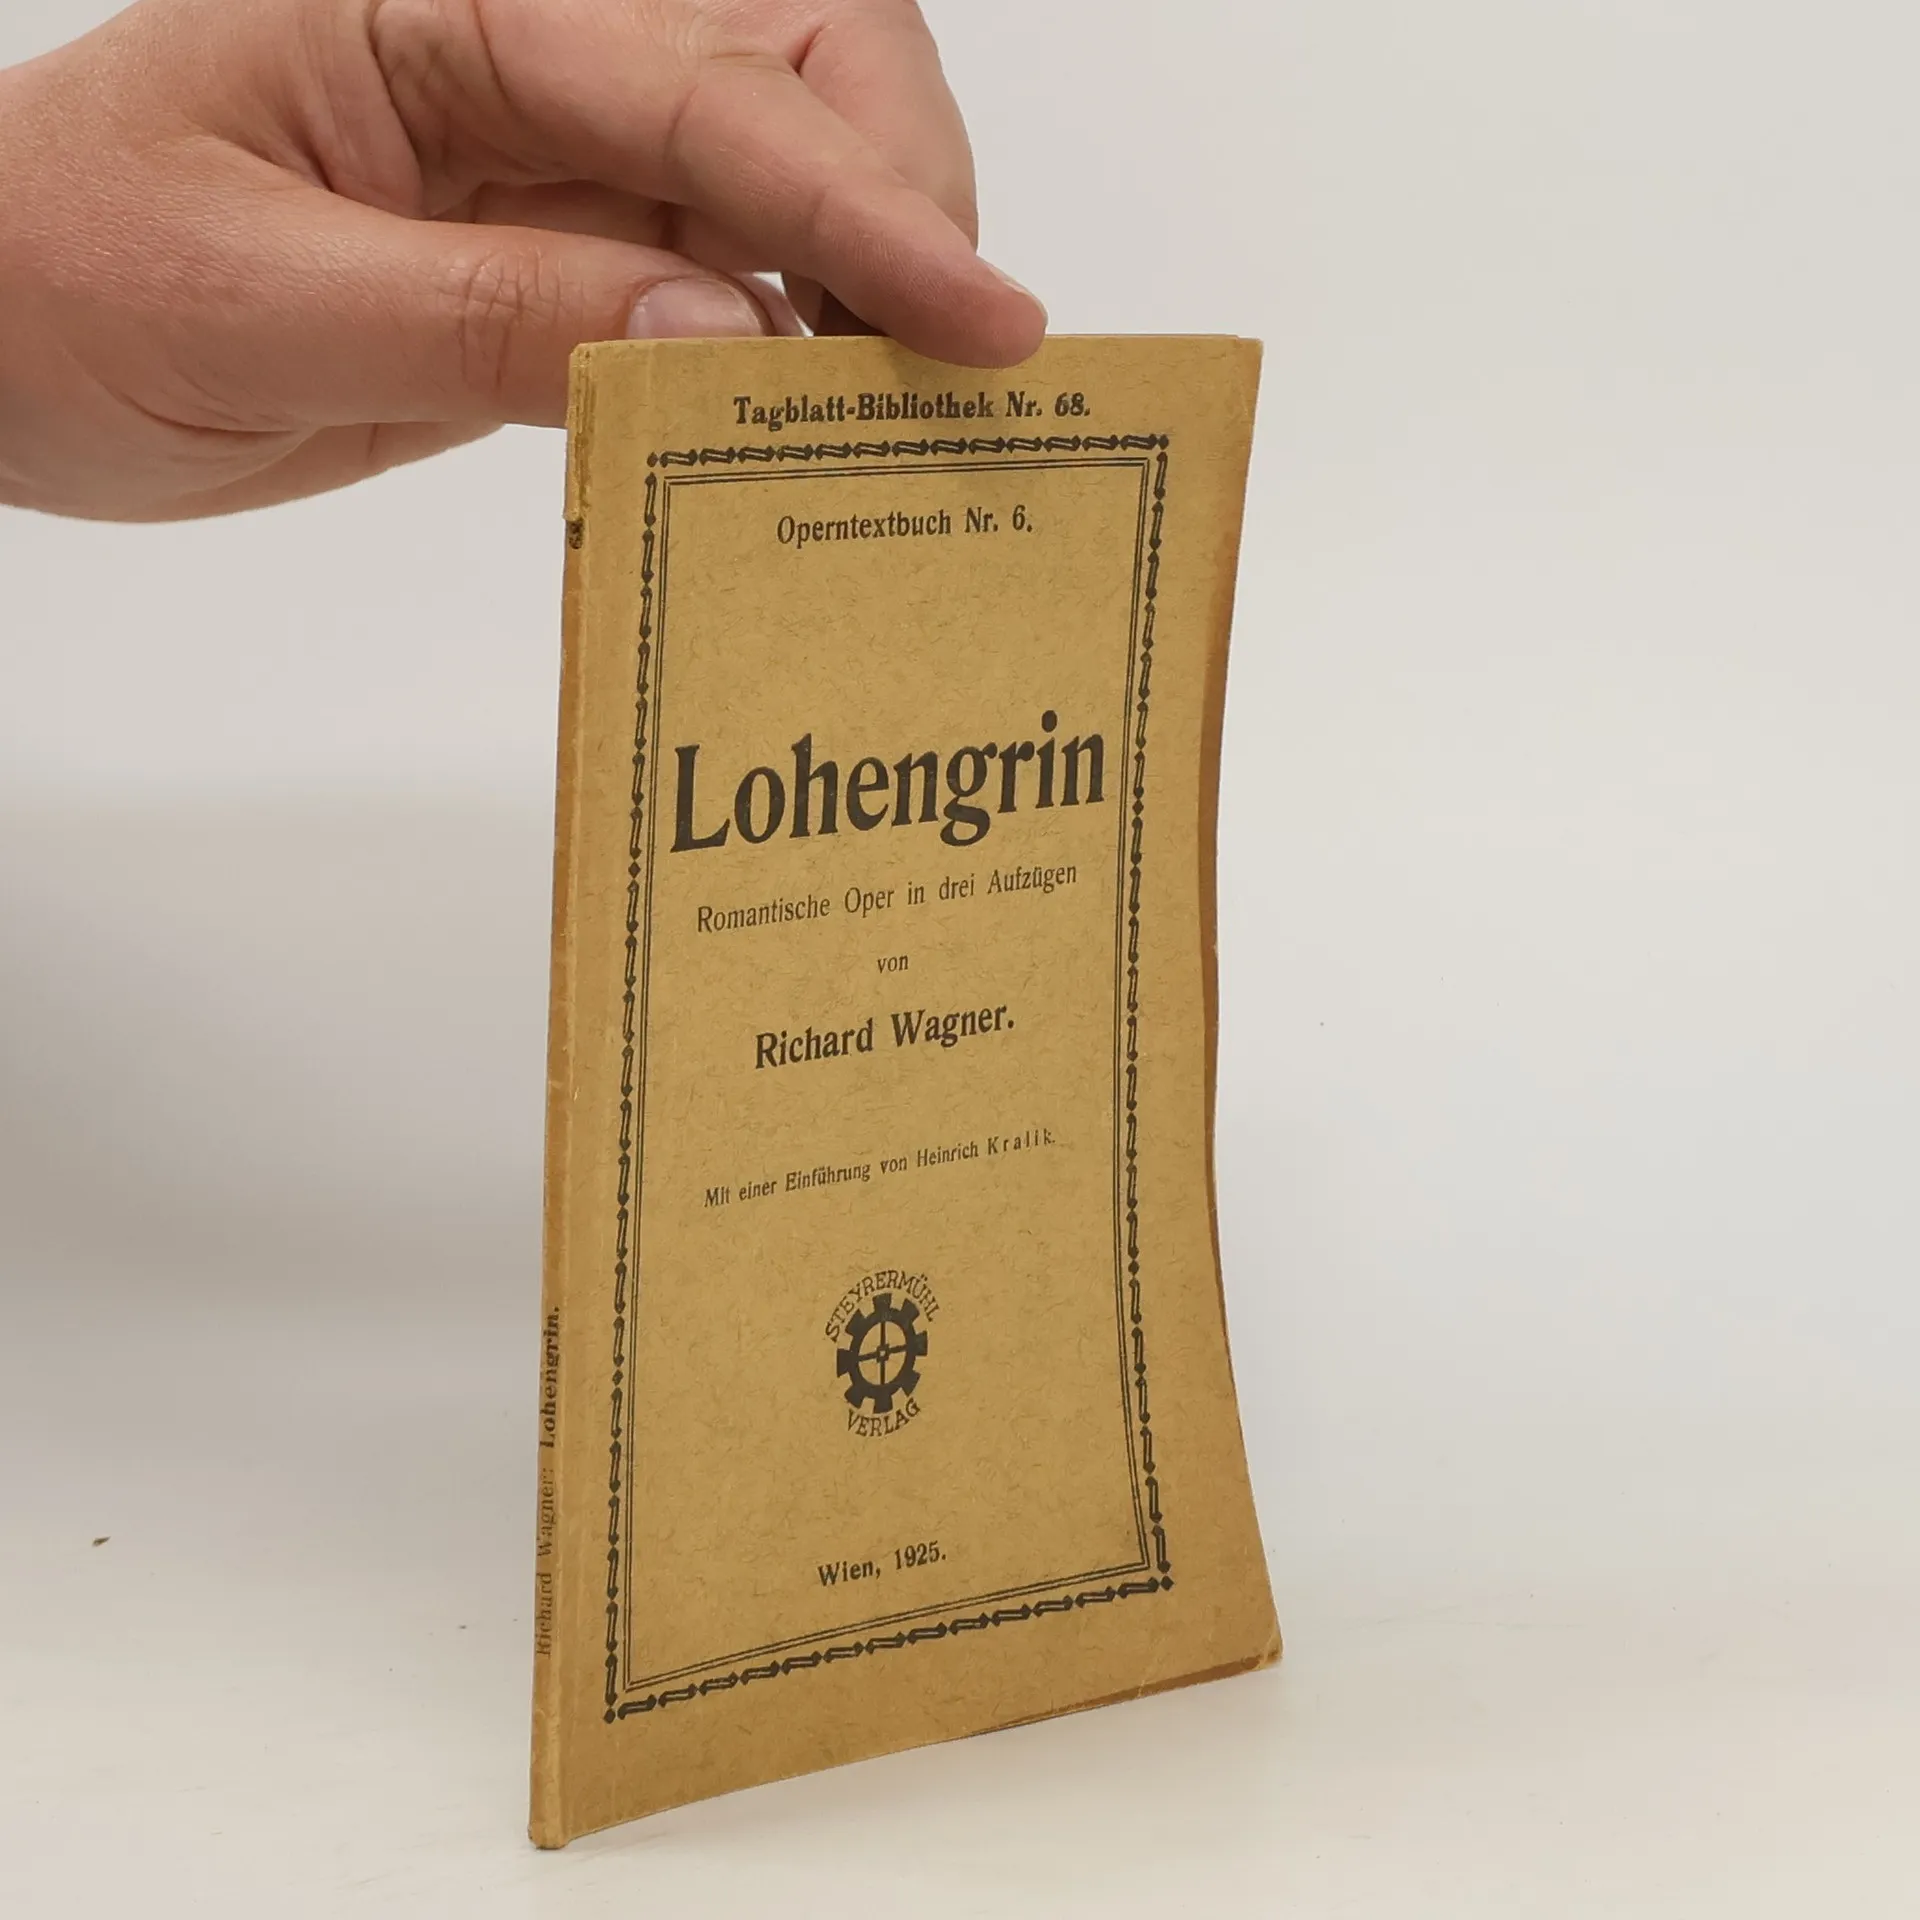 Tagblatt-Bibliothek Nr. 68.
Operntextbuch Nr. 6.
Lohengrin
Romantische Oper in drei Aufzügen
von
Richard Wagner.
Mit einer Einführung von Heinrich Kralik.
STEYRERMÜHL
VERLAG
Wien, 1925.
Richard Wagner: Lohengrin.